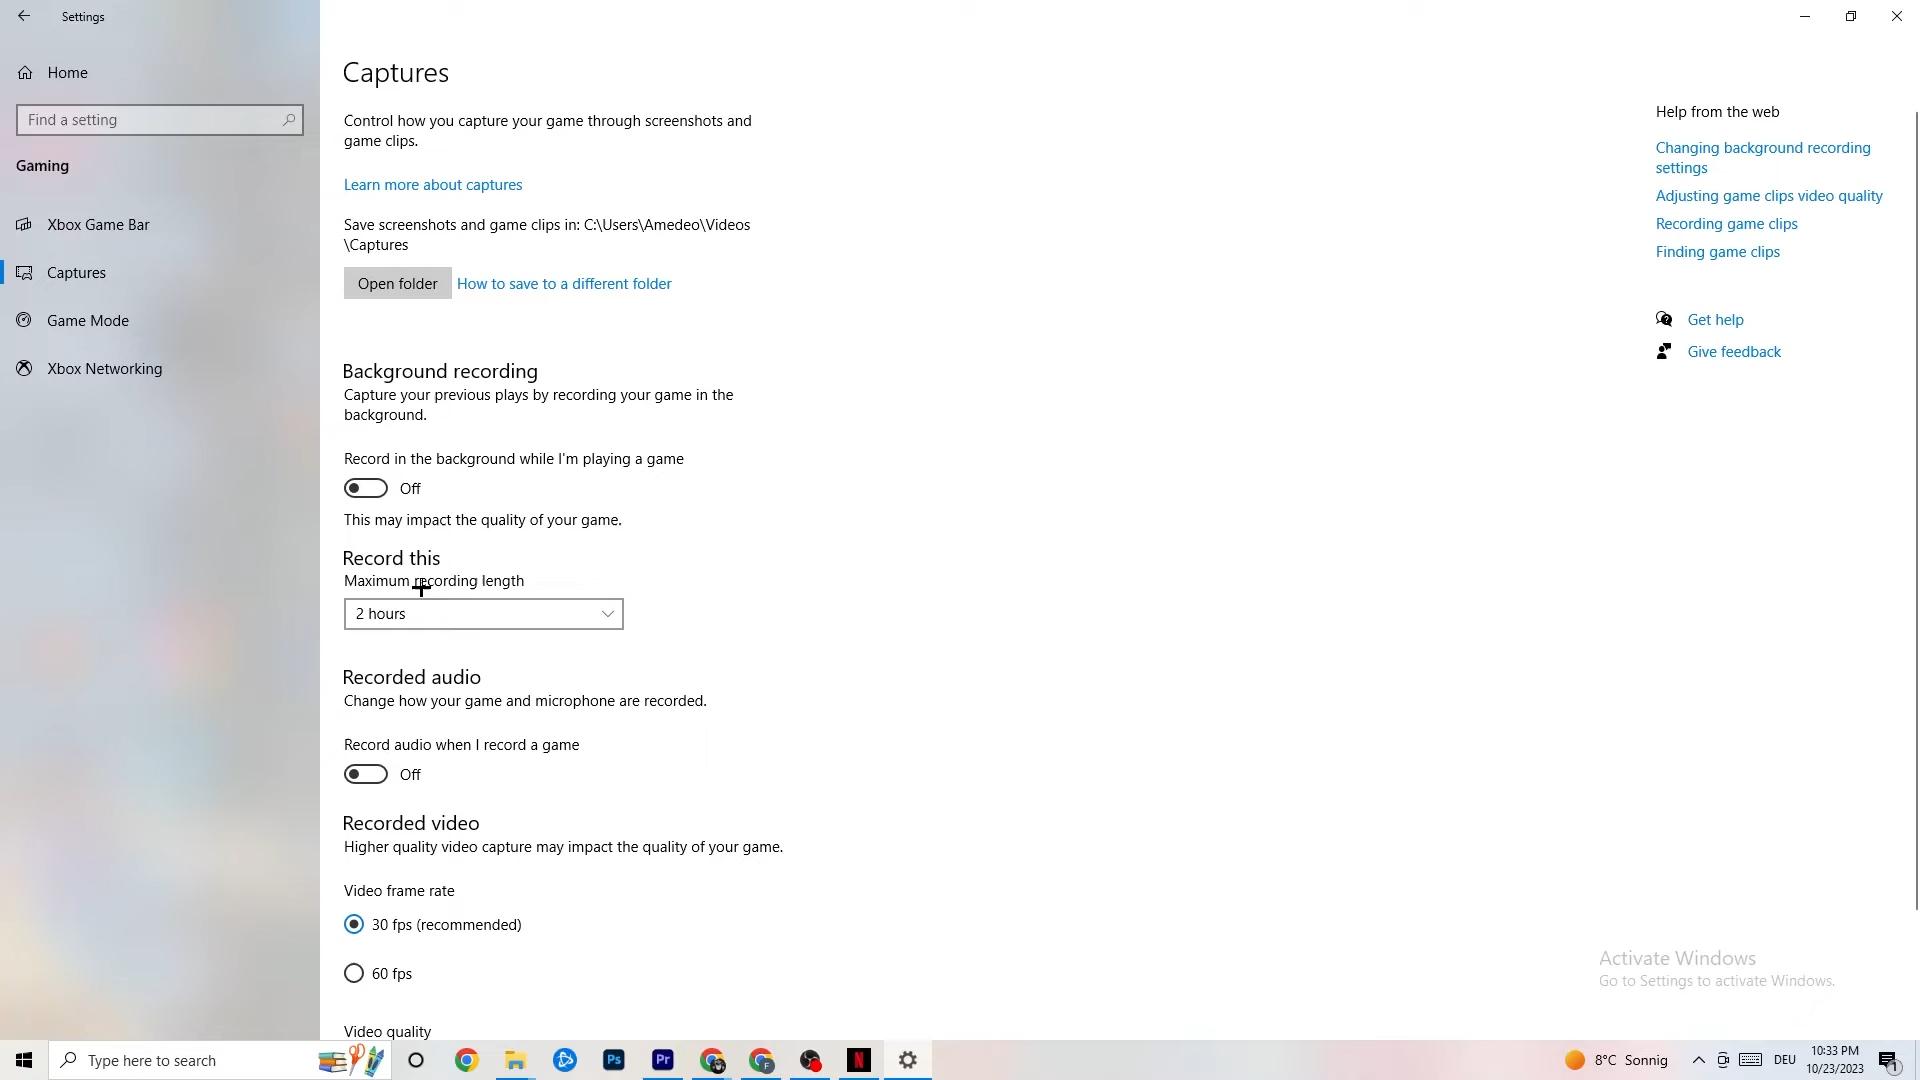 Settings
Home
Find a setting
Gaming
Xbox Game Bar
Captures
Game Mode
Xbox Networking
Captures
Control how you capture your game through screenshots and
game clips.
Learn more about captures
Save screenshots and game clips in: C:\Users\Amedeo\Videos
\Captures
Open folder
How to save to a different folder
Background recording
Capture your previous plays by recording your game in the
background.
Record in the background while I'm playing a game
Off
This may impact the quality of your game.
Record this
Maximum recording length
2 hours
Recorded audio
Change how your game and microphone are recorded.
Record audio when I record a game
Off
Recorded video
Higher quality video capture may impact the quality of your game.
Video frame rate
30 fps (recommended)
60 fps
Video quality
Help from the web
Changing background recording
settings
Adjusting game clips video quality
Recording game clips
Finding game clips
Get help
Give feedback
Activate Windows
Go to Settings to activate Windows.
Type here to search
Ps
Pr
F
N
8°C Sonnig
DEU
10:33 PM
10/23/2023
1